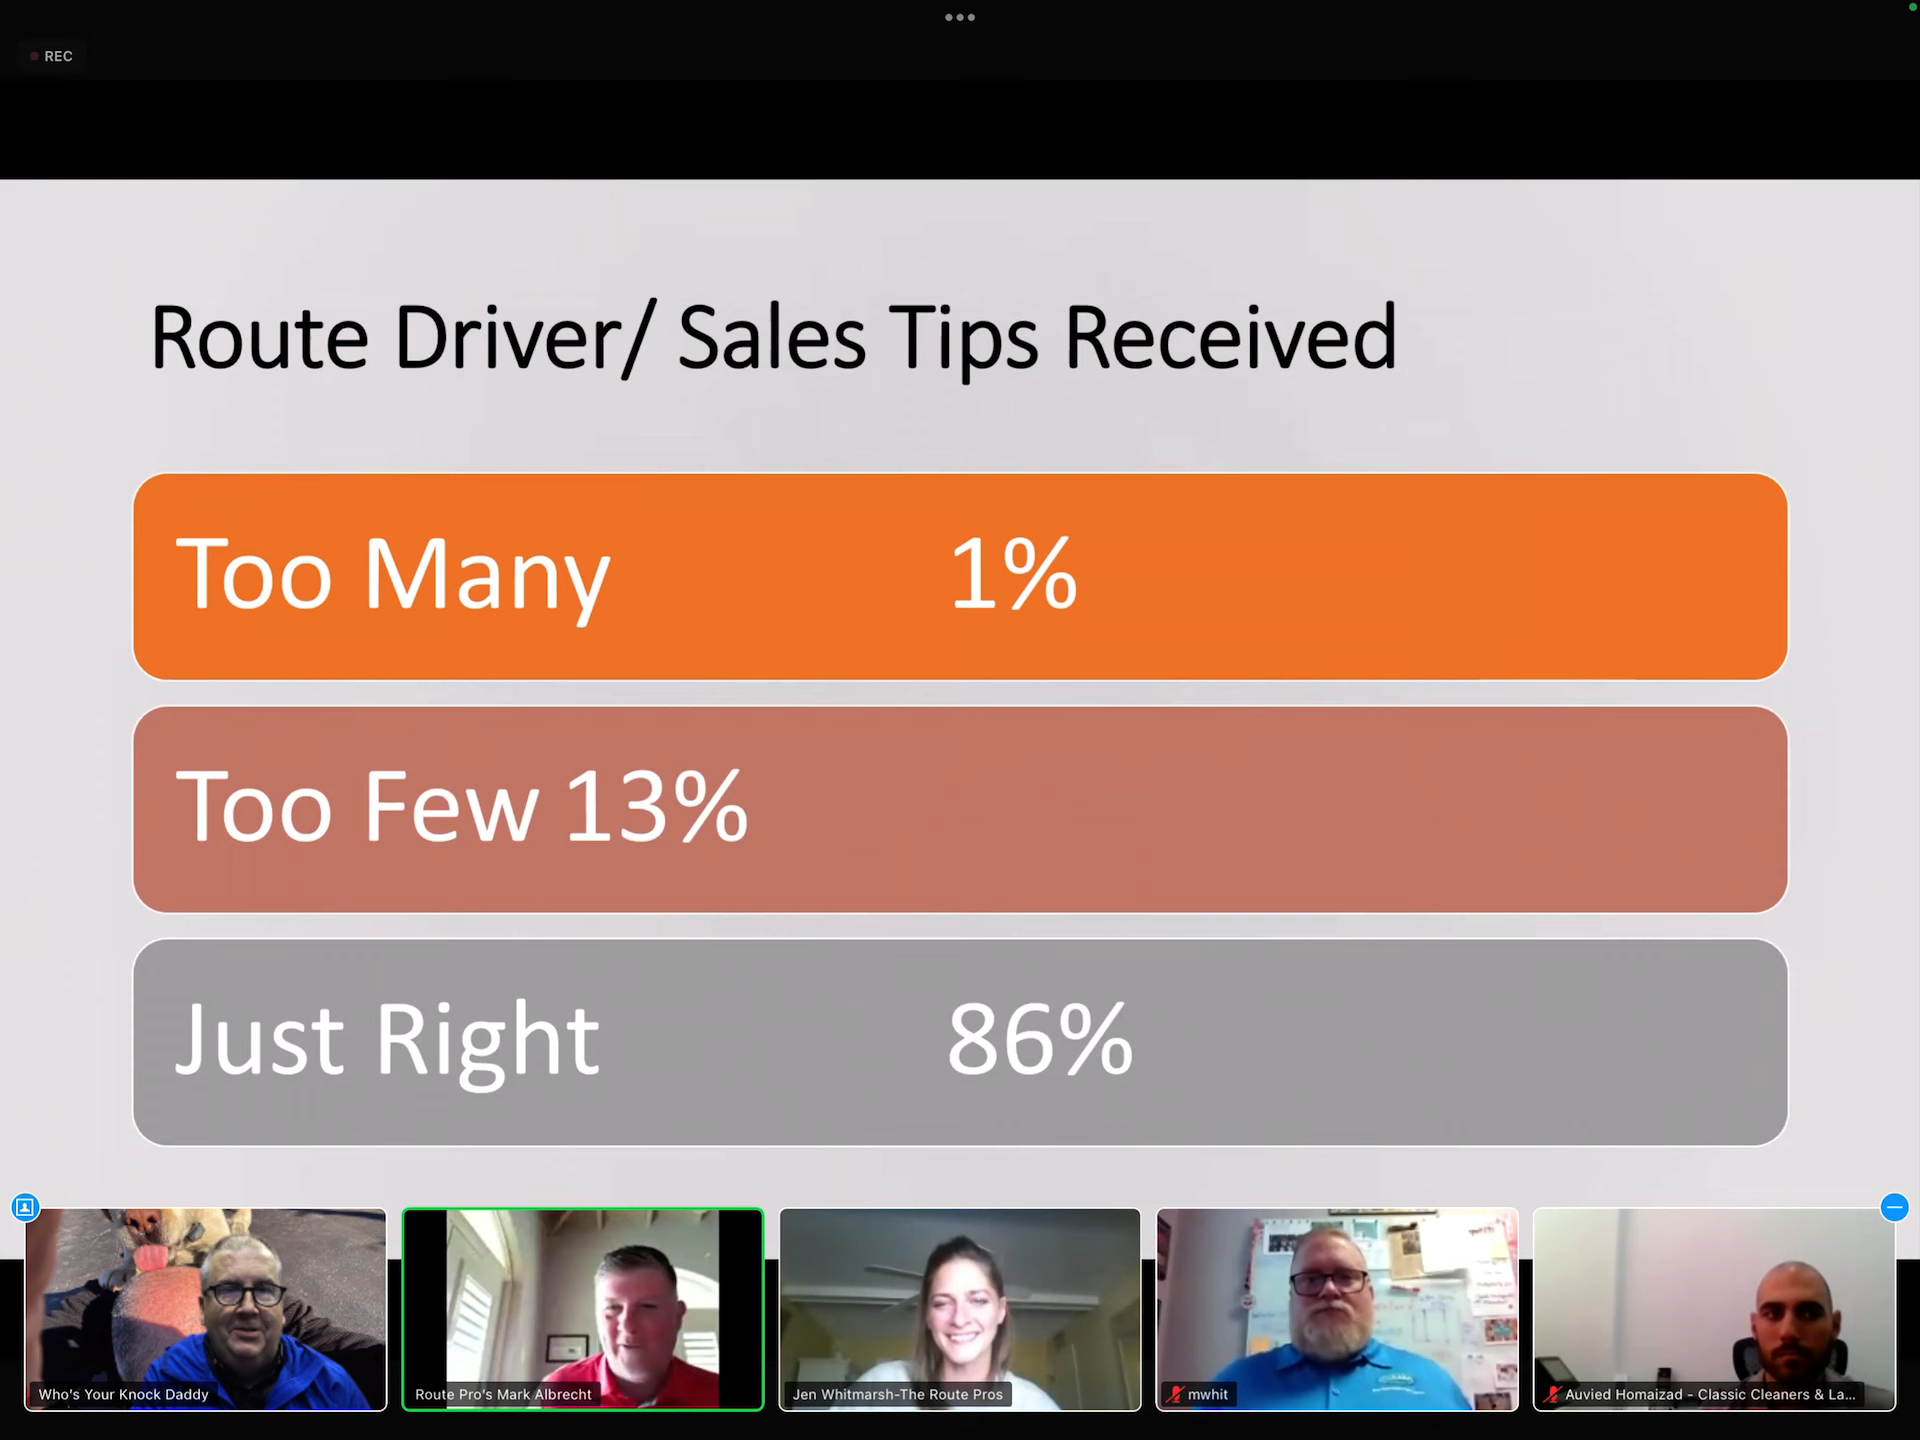 REC
Route Driver/ Sales Tips Received
Too Many 1%
Too Few 13%
Just Right 86%
Who's Your Knock Daddy
Route Pro's Mark Albrecht
Jen Whitmarsh-The Route Pros
mwhit
Auvied Homaizad - Classic Cleaners & La...